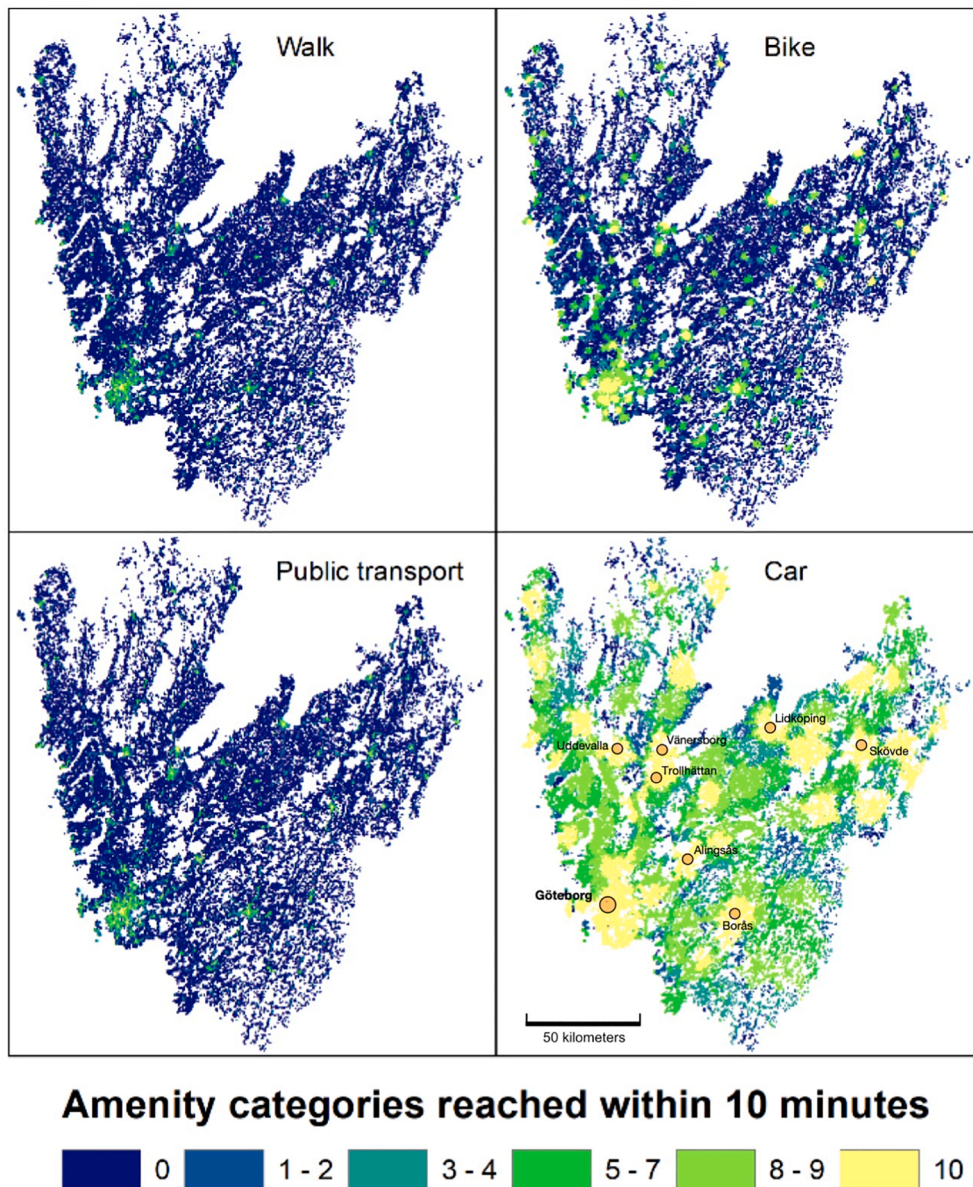 Walk
Bike
Public transport
Car
Lidköping
Uddevalla
Vänersborg
Skövde
Trollhättan
Alingsås
Göteborg
Borås
50 kilometers
Amenity categories reached within 10 minutes
0 1 - 2 3 - 4 5 - 7 8 - 9 10